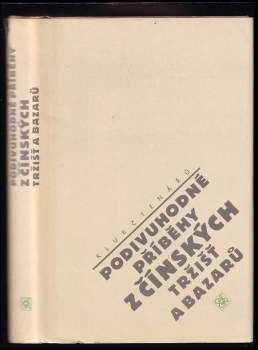 PODIVUHODNÉ PŘÍBĚHY
Z ČÍNSKÝCH
TRŽIŠŤ A BAZARŮ
KLUB ČTENÁŘŮ
PODIVUHODNÉ
PŘÍBĚHY
Z ČÍNSKÝCH
TRŽIŠŤ
A BAZARŮ